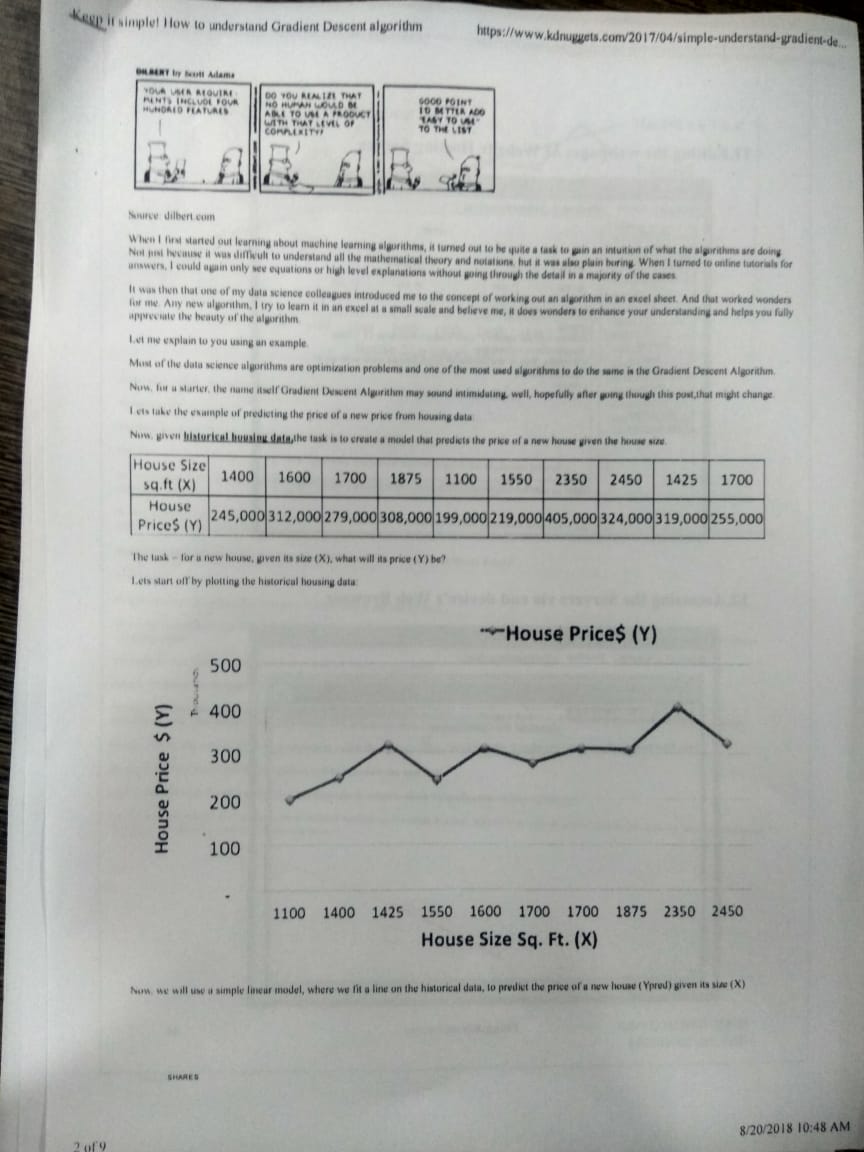 Keep it simple! How to understand Gradient Descent algorithm
https://www.kdnuggets.com/2017/04/simple-understand-gradient-de...
DILBERT by Scott Adams
YOUR USER REQUIRE-
MENTS INCLUDE FOUR
HUNDRED FEATURES
DO YOU REALIZE THAT
NO HUMAN WOULD BE
ABLE TO USE A PRODUCT
WITH THAT LEVEL OF
COMPLEXITY?
GOOD POINT
I'D BETTER ADD
"EASY TO USE"
TO THE LIST
Source: dilbert.com
When I first started out learning about machine learning algorithms, it turned out to be quite a task to gain an intuition of what the algorithms are doing.
Not just because it was difficult to understand all the mathematical theory and notations, but it was also plain boring. When I turned to online tutorials for
answers, I could again only see equations or high level explanations without going through the detail in a majority of the cases.
It was then that one of my data science colleagues introduced me to the concept of working out an algorithm in an excel sheet. And that worked wonders
for me. Any new algorithm, I try to learn it in an excel at a small scale and believe me, it does wonders to enhance your understanding and helps you fully
appreciate the beauty of the algorithm.
Let me explain to you using an example.
Most of the data science algorithms are optimization problems and one of the most used algorithms to do the same is the Gradient Descent Algorithm.
Now, for a starter, the name itself Gradient Descent Algorithm may sound intimidating, well, hopefully after going though this post,that might change.
Lets take the example of predicting the price of a new price from housing data:
Now, given historical housing data,the task is to create a model that predicts the price of a new house given the house size.
House Size
sq.ft (X) 1400 1600 1700 1875 1100 1550 2350 2450 1425 1700
House
Price$ (Y) 245,000 312,000 279,000 308,000 199,000 219,000 405,000 324,000 319,000 255,000
The task – for a new house, given its size (X), what will its price (Y) be?
Lets start off by plotting the historical housing data:
House Price$ (Y)
House Price $ (Y)
Thousands
500
400
300
200
100
-
1100 1400 1425 1550 1600 1700 1700 1875 2350 2450
House Size Sq. Ft. (X)
Now, we will use a simple linear model, where we fit a line on the historical data, to predict the price of a new house (Ypred) given its size (X)
SHARES
2 of 9
8/20/2018 10:48 AM